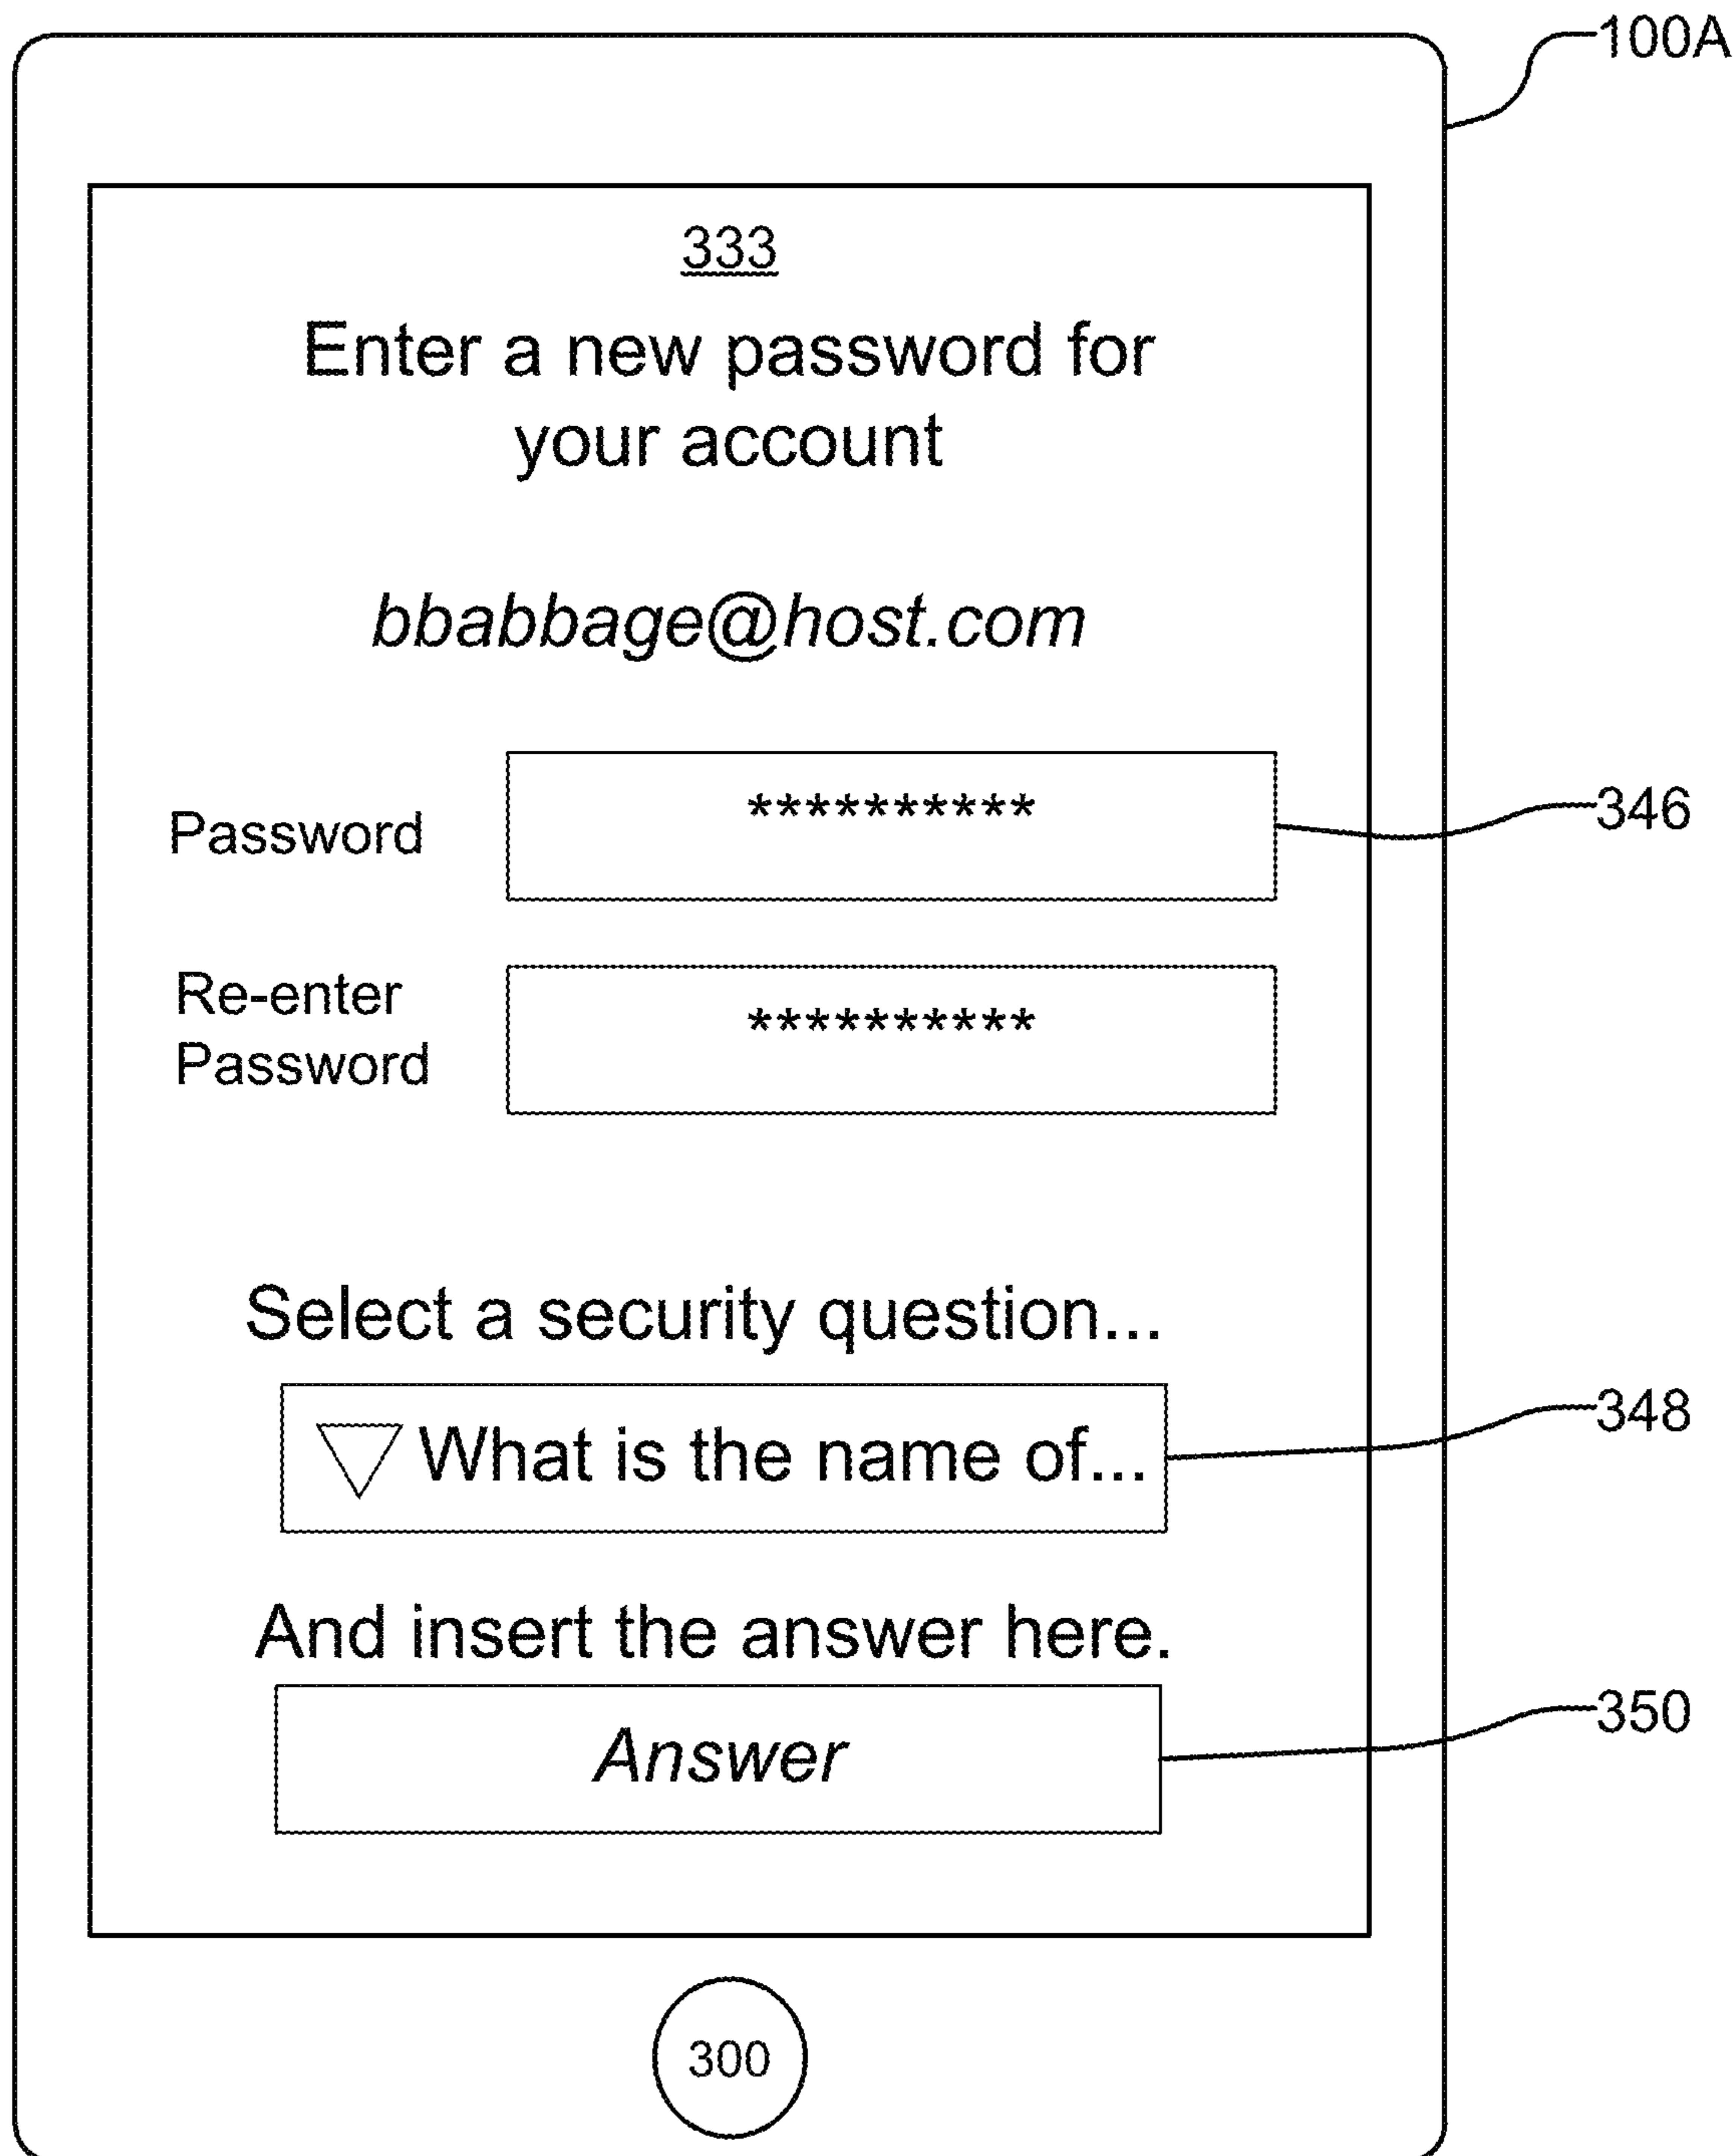 100A
333
Enter a new password for
your account
bbabbage@host.com
Password
**********
346
Re-enter
Password
**********
Select a security question...
What is the name of...
348
And insert the answer here.
Answer
350
300